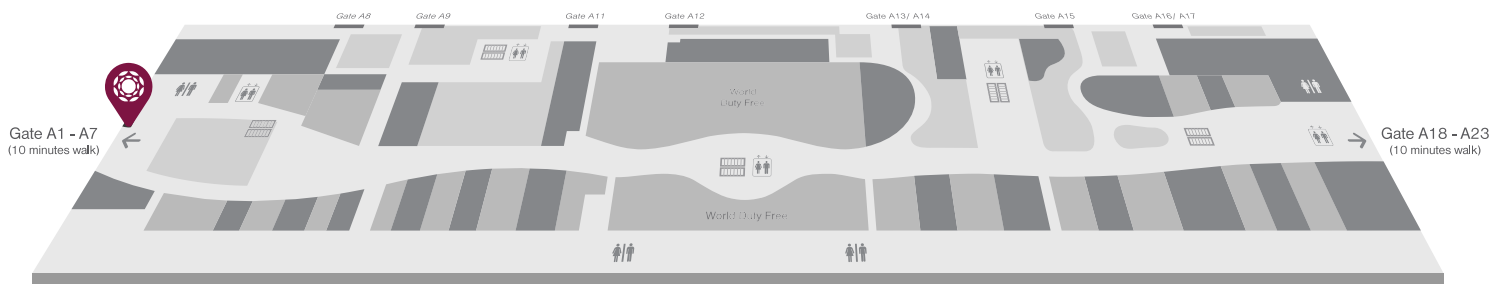 Gate A8
Gate A9
Gate A11
Gate A12
Gate A13/ A14
Gate A15
Gate A16/ A17
World
Duty Free
Gate A1 - A7
(10 minutes walk)
Gate A18 - A23
(10 minutes walk)
World Duty Free